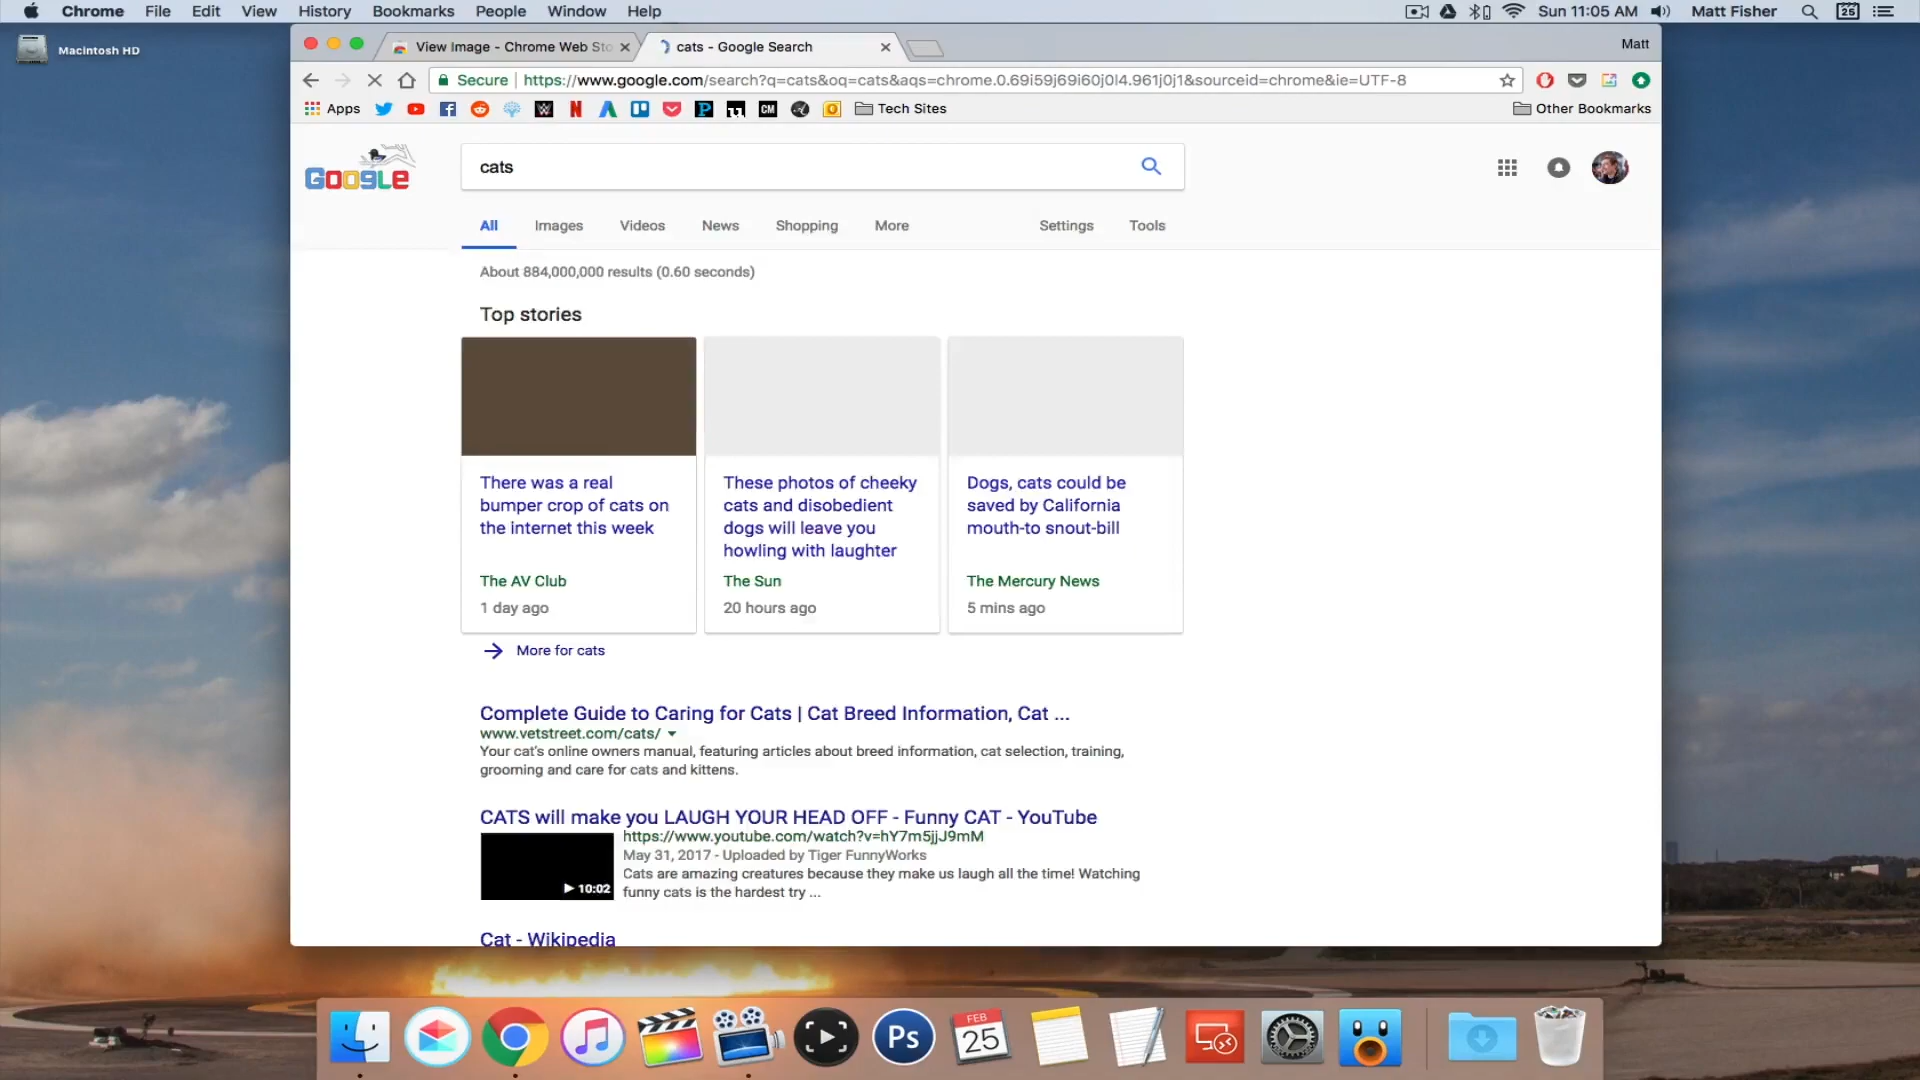 Chrome File Edit View History Bookmarks People Window Help
Sun 11:05 AM Matt Fisher 25
Macintosh HD
View Image - Chrome Web Sto
cats - Google Search
Matt
Secure https://www.google.com/search?q=cats&oq=cats&aqs=chrome.0.69i59j69i60j0l4.961j0j1&sourceid=chrome&ie=UTF-8
Apps
CM
Tech Sites
Other Bookmarks
Google
cats
All Images Videos News Shopping More Settings Tools
About 884,000,000 results (0.60 seconds)
Top stories
There was a real
bumper crop of cats on
the internet this week
The AV Club
1 day ago
These photos of cheeky
cats and disobedient
dogs will leave you
howling with laughter
The Sun
20 hours ago
Dogs, cats could be
saved by California
mouth-to snout-bill
The Mercury News
5 mins ago
More for cats
Complete Guide to Caring for Cats | Cat Breed Information, Cat ...
www.vetstreet.com/cats/
Your cat's online owners manual, featuring articles about breed information, cat selection, training,
grooming and care for cats and kittens.
CATS will make you LAUGH YOUR HEAD OFF - Funny CAT - YouTube
https://www.youtube.com/watch?v=hY7m5jjJ9mM
10:02
May 31, 2017 - Uploaded by Tiger FunnyWorks
Cats are amazing creatures because they make us laugh all the time! Watching
funny cats is the hardest try ...
Cat - Wikipedia
Ps
FEB
25